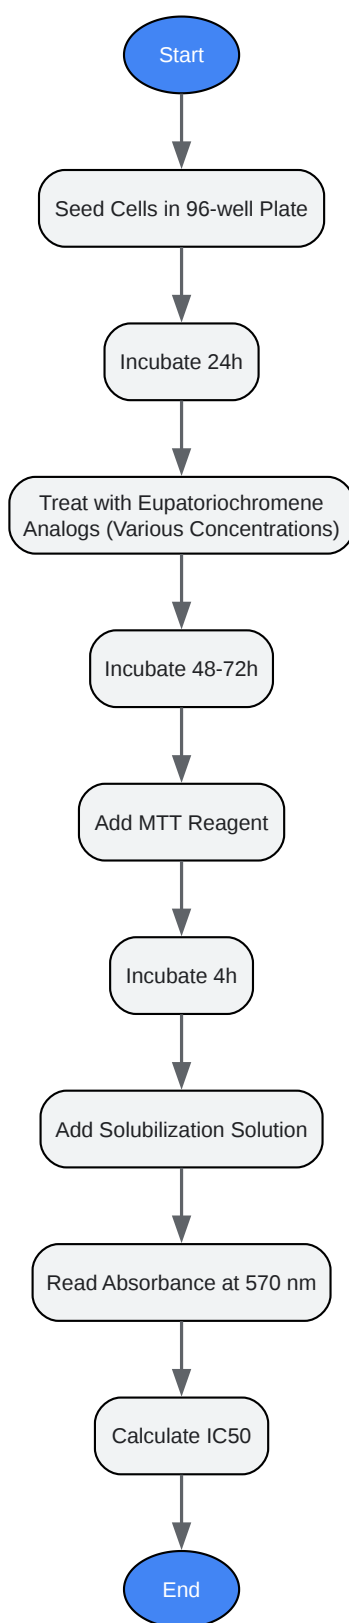 Start
Seed Cells in 96-well Plate
Incubate 24h
Treat with Eupatoriochromene
Analogs (Various Concentrations)
Incubate 48-72h
Add MTT Reagent
Incubate 4h
Add Solubilization Solution
Read Absorbance at 570 nm
Calculate IC50
End